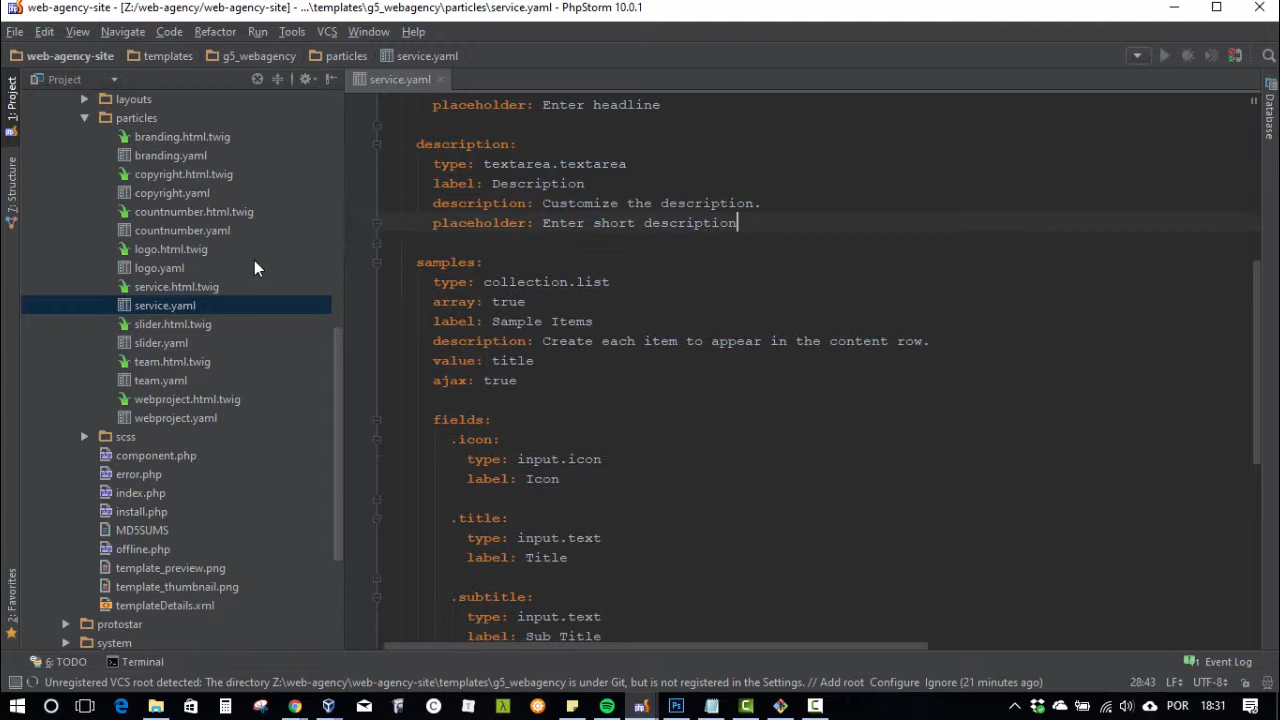 web-agency-site - [Z:/web-agency/web-agency-site] - ...\templates\g5_webagency\particles\service.yaml - PhpStorm 10.0.1
File Edit View Navigate Code Refactor Run Tools VCS Window Help
web-agency-site templates g5_webagency particles service.yaml
Project
service.yaml
1: Project
7: Structure
2: Favorites
Database
layouts
particles
branding.html.twig
branding.yaml
copyright.html.twig
copyright.yaml
countnumber.html.twig
countnumber.yaml
logo.html.twig
logo.yaml
service.html.twig
service.yaml
slider.html.twig
slider.yaml
team.html.twig
team.yaml
webproject.html.twig
webproject.yaml
scss
component.php
error.php
index.php
install.php
MD5SUMS
offline.php
template_preview.png
template_thumbnail.png
templateDetails.xml
protostar
system
placeholder: Enter headline
description:
type: textarea.textarea
label: Description
description: Customize the description.
placeholder: Enter short description
samples:
type: collection.list
array: true
label: Sample Items
description: Create each item to appear in the content row.
value: title
ajax: true
fields:
.icon:
type: input.icon
label: Icon
.title:
type: input.text
label: Title
.subtitle:
type: input.text
label: Sub Title
6: TODO Terminal 1 Event Log
Unregistered VCS root detected: The directory Z:\web-agency\web-agency-site\templates\g5_webagency is under Git, but is not registered in the Settings. // Add root Configure Ignore (21 minutes ago) 28:43 LF UTF-8
POR 18:31